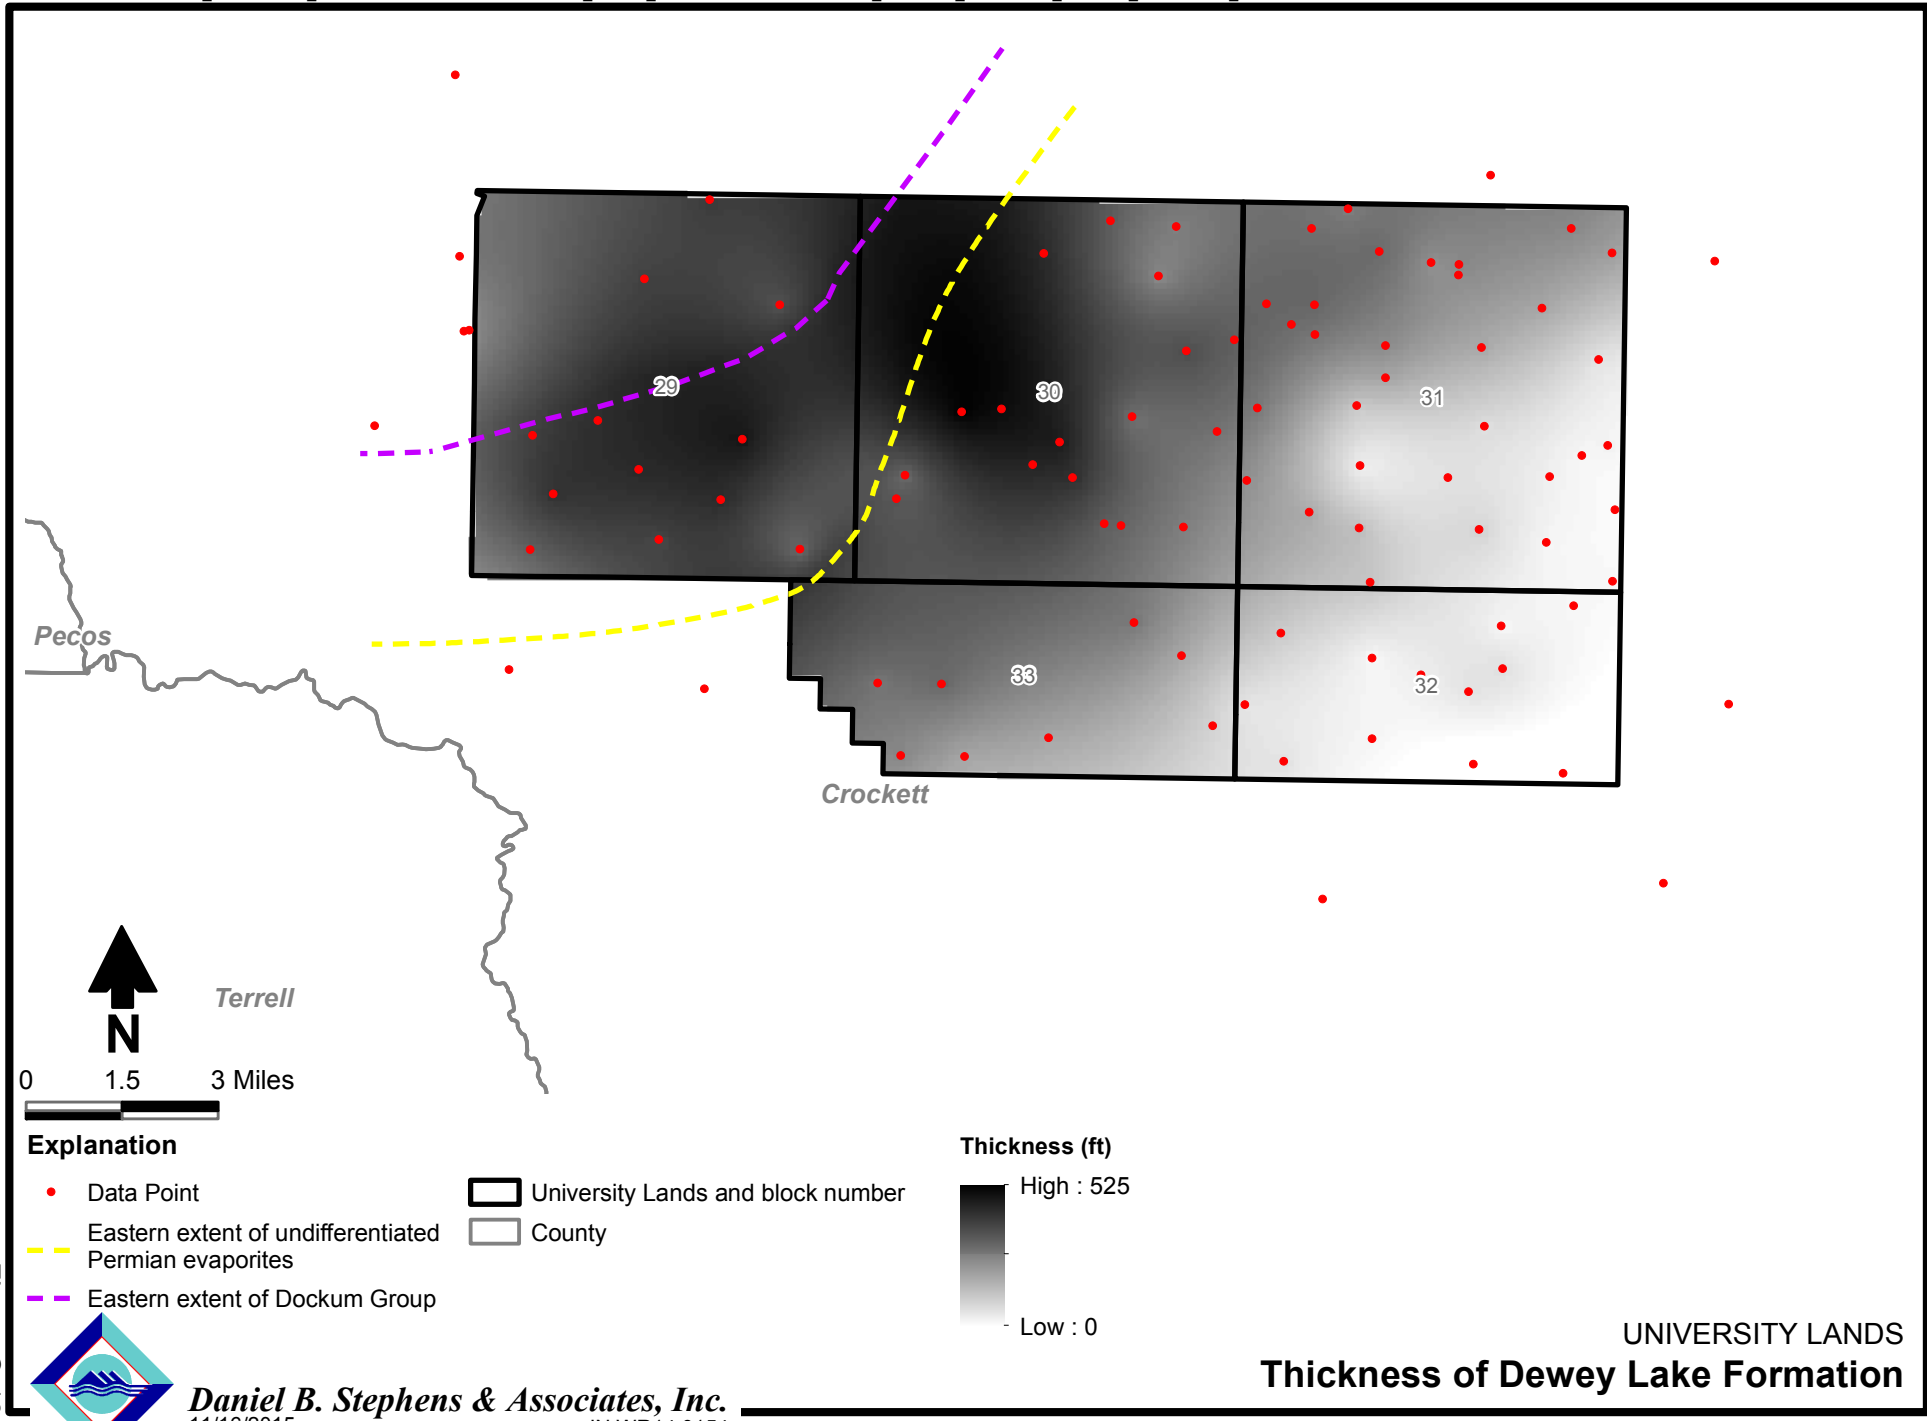 29
30
31
Pecos
33
32
Crockett
Terrell
N
0 1.5 3 Miles
Explanation
Data Point
Eastern extent of undifferentiated
Permian evaporites
Eastern extent of Dockum Group
University Lands and block number
County
Thickness (ft)
High : 525
Low : 0
UNIVERSITY LANDS
Thickness of Dewey Lake Formation
Daniel B. Stephens & Associates, Inc.